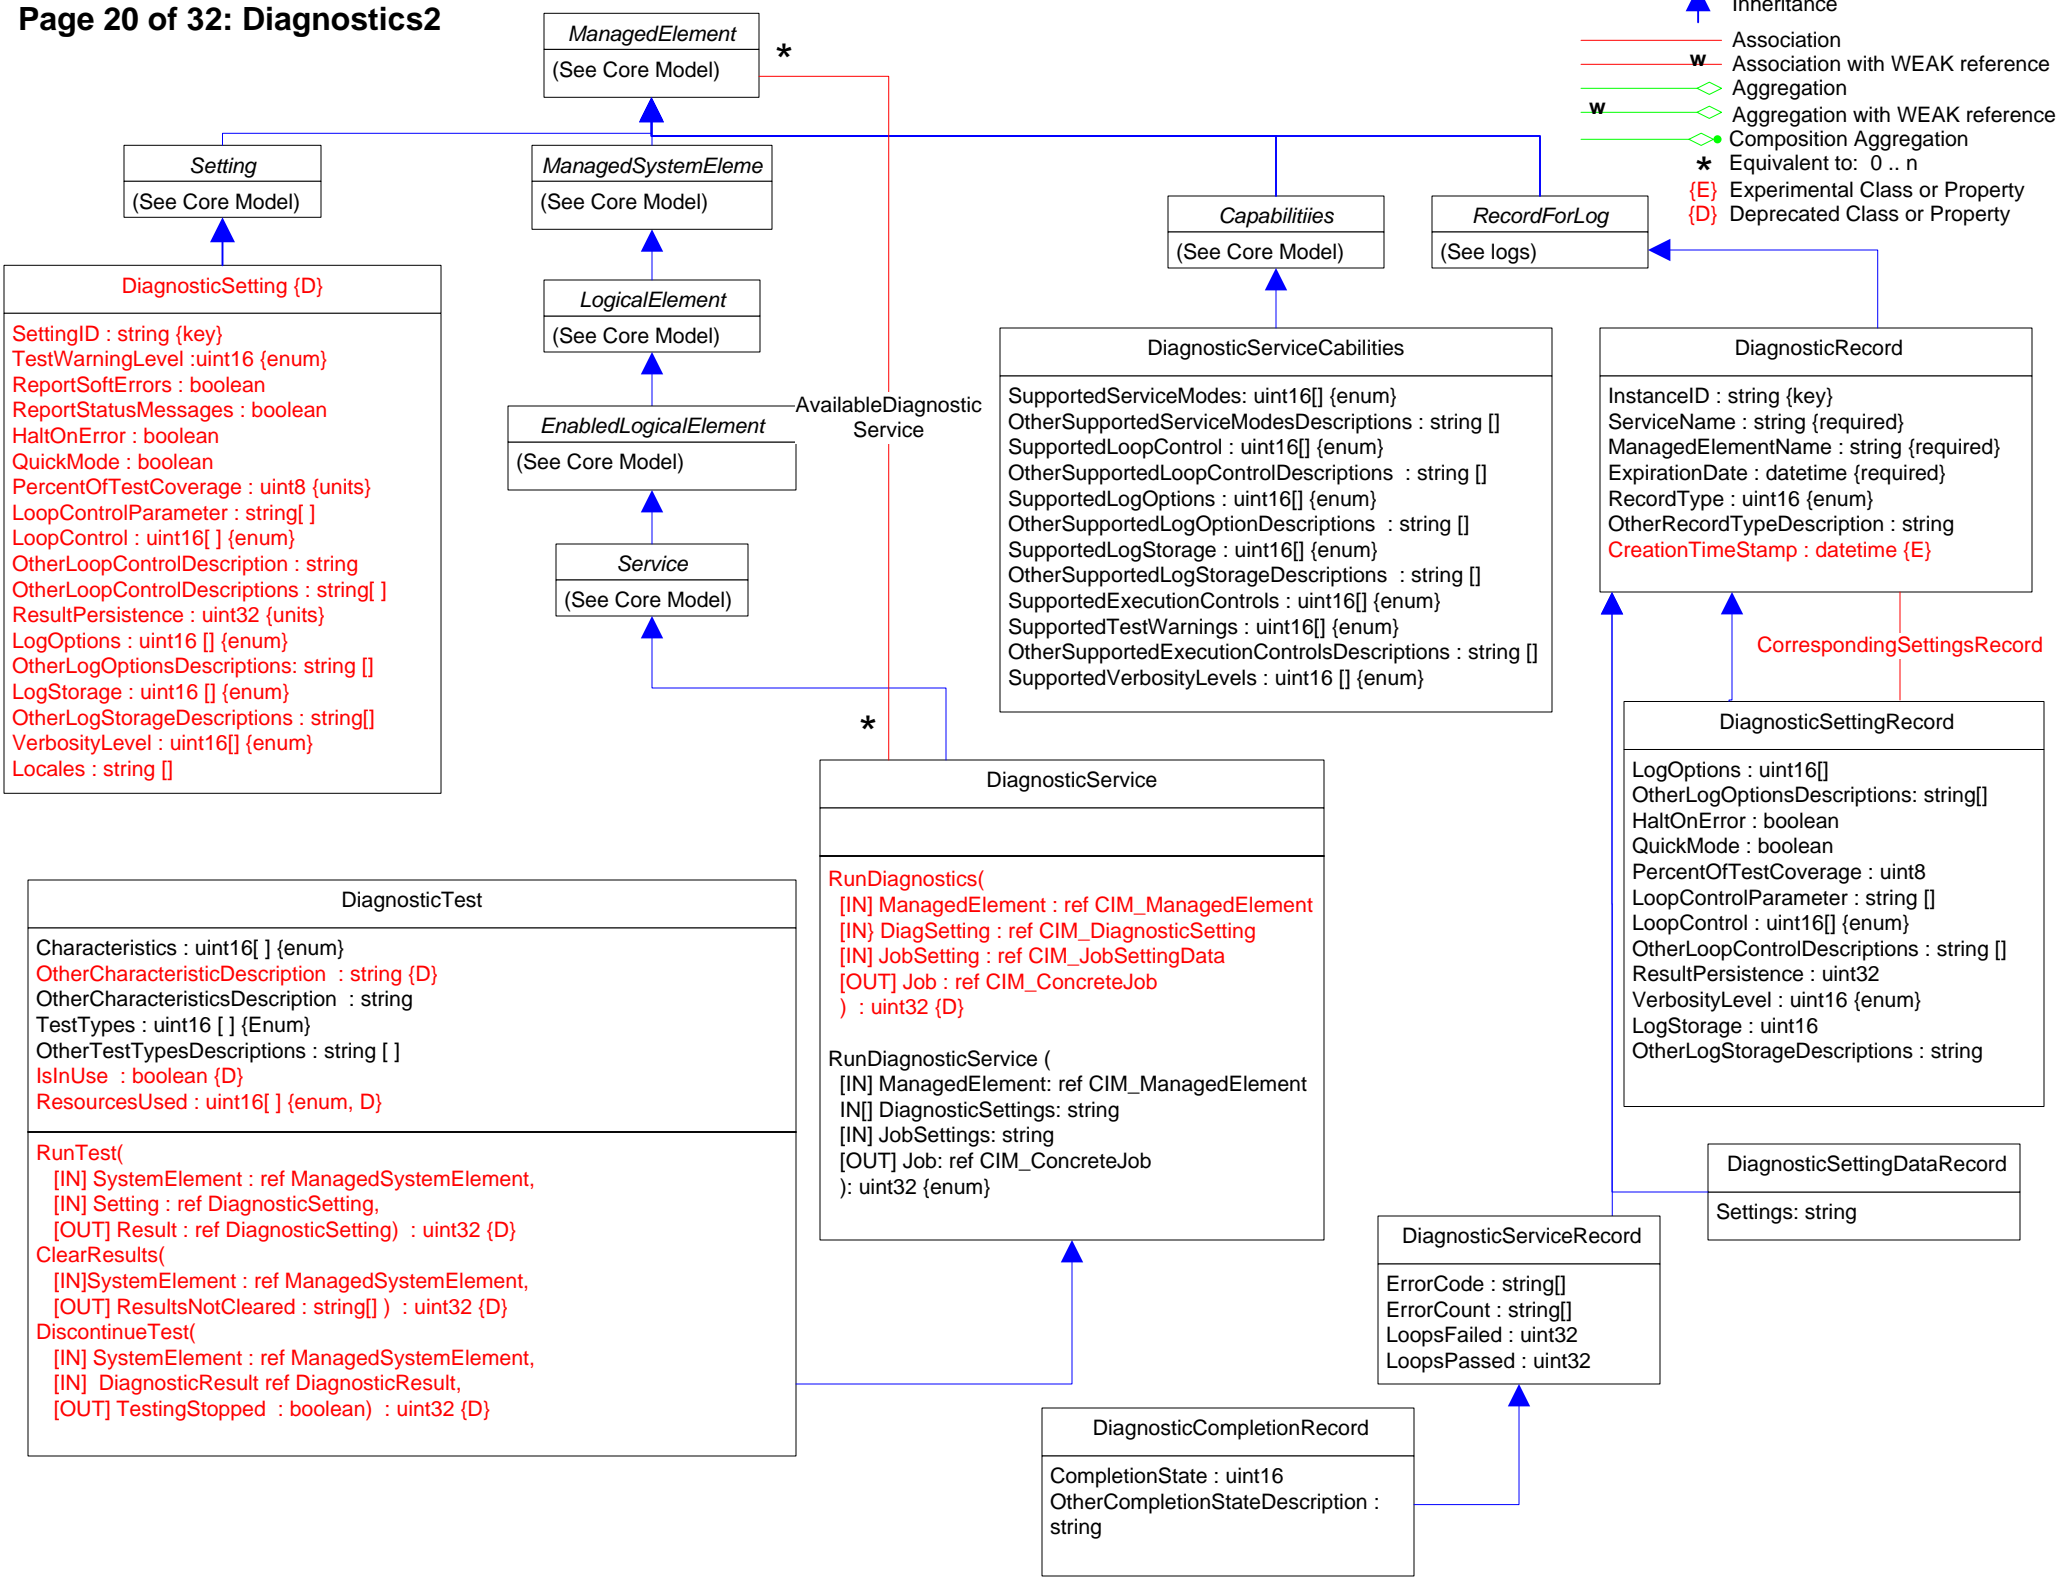 Page 20 of 32: Diagnostics2
Inheritance
Association
w
Association with WEAK reference
Aggregation
w
Aggregation with WEAK reference
Composition Aggregation
* Equivalent to: 0 .. n
{E} Experimental Class or Property
{D} Deprecated Class or Property
ManagedElement
(See Core Model)
*
Setting
(See Core Model)
ManagedSystemEleme
(See Core Model)
Capabilitiies
(See Core Model)
RecordForLog
(See logs)
LogicalElement
(See Core Model)
EnabledLogicalElement
(See Core Model)
Service
(See Core Model)
AvailableDiagnostic
Service
*
DiagnosticSetting {D}
SettingID : string {key}
TestWarningLevel :uint16 {enum}
ReportSoftErrors : boolean
ReportStatusMessages : boolean
HaltOnError : boolean
QuickMode : boolean
PercentOfTestCoverage : uint8 {units}
LoopControlParameter : string[ ]
LoopControl : uint16[ ] {enum}
OtherLoopControlDescription : string
OtherLoopControlDescriptions : string[ ]
ResultPersistence : uint32 {units}
LogOptions : uint16 [] {enum}
OtherLogOptionsDescriptions: string []
LogStorage : uint16 [] {enum}
OtherLogStorageDescriptions : string[]
VerbosityLevel : uint16[] {enum}
Locales : string []
DiagnosticServiceCabilities
SupportedServiceModes: uint16[] {enum}
OtherSupportedServiceModesDescriptions : string []
SupportedLoopControl : uint16[] {enum}
OtherSupportedLoopControlDescriptions : string []
SupportedLogOptions : uint16[] {enum}
OtherSupportedLogOptionDescriptions : string []
SupportedLogStorage : uint16[] {enum}
OtherSupportedLogStorageDescriptions : string []
SupportedExecutionControls : uint16[] {enum}
SupportedTestWarnings : uint16[] {enum}
OtherSupportedExecutionControlsDescriptions : string []
SupportedVerbosityLevels : uint16 [] {enum}
DiagnosticRecord
InstanceID : string {key}
ServiceName : string {required}
ManagedElementName : string {required}
ExpirationDate : datetime {required}
RecordType : uint16 {enum}
OtherRecordTypeDescription : string
CreationTimeStamp : datetime {E}
CorrespondingSettingsRecord
DiagnosticSettingRecord
LogOptions : uint16[]
OtherLogOptionsDescriptions: string[]
HaltOnError : boolean
QuickMode : boolean
PercentOfTestCoverage : uint8
LoopControlParameter : string []
LoopControl : uint16[] {enum}
OtherLoopControlDescriptions : string []
ResultPersistence : uint32
VerbosityLevel : uint16 {enum}
LogStorage : uint16
OtherLogStorageDescriptions : string
DiagnosticService
RunDiagnostics(
[IN] ManagedElement : ref CIM_ManagedElement
[IN} DiagSetting : ref CIM_DiagnosticSetting
[IN] JobSetting : ref CIM_JobSettingData
[OUT] Job : ref CIM_ConcreteJob
) : uint32 {D}
RunDiagnosticService (
[IN] ManagedElement: ref CIM_ManagedElement
IN[] DiagnosticSettings: string
[IN] JobSettings: string
[OUT] Job: ref CIM_ConcreteJob
): uint32 {enum}
DiagnosticTest
Characteristics : uint16[ ] {enum}
OtherCharacteristicDescription : string {D}
OtherCharacteristicsDescription : string
TestTypes : uint16 [ ] {Enum}
OtherTestTypesDescriptions : string [ ]
IsInUse : boolean {D}
ResourcesUsed : uint16[ ] {enum, D}
RunTest(
[IN] SystemElement : ref ManagedSystemElement,
[IN] Setting : ref DiagnosticSetting,
[OUT] Result : ref DiagnosticSetting) : uint32 {D}
ClearResults(
[IN]SystemElement : ref ManagedSystemElement,
[OUT] ResultsNotCleared : string[] ) : uint32 {D}
DiscontinueTest(
[IN] SystemElement : ref ManagedSystemElement,
[IN] DiagnosticResult ref DiagnosticResult,
[OUT] TestingStopped : boolean) : uint32 {D}
DiagnosticSettingDataRecord
Settings: string
DiagnosticServiceRecord
ErrorCode : string[]
ErrorCount : string[]
LoopsFailed : uint32
LoopsPassed : uint32
DiagnosticCompletionRecord
CompletionState : uint16
OtherCompletionStateDescription :
string